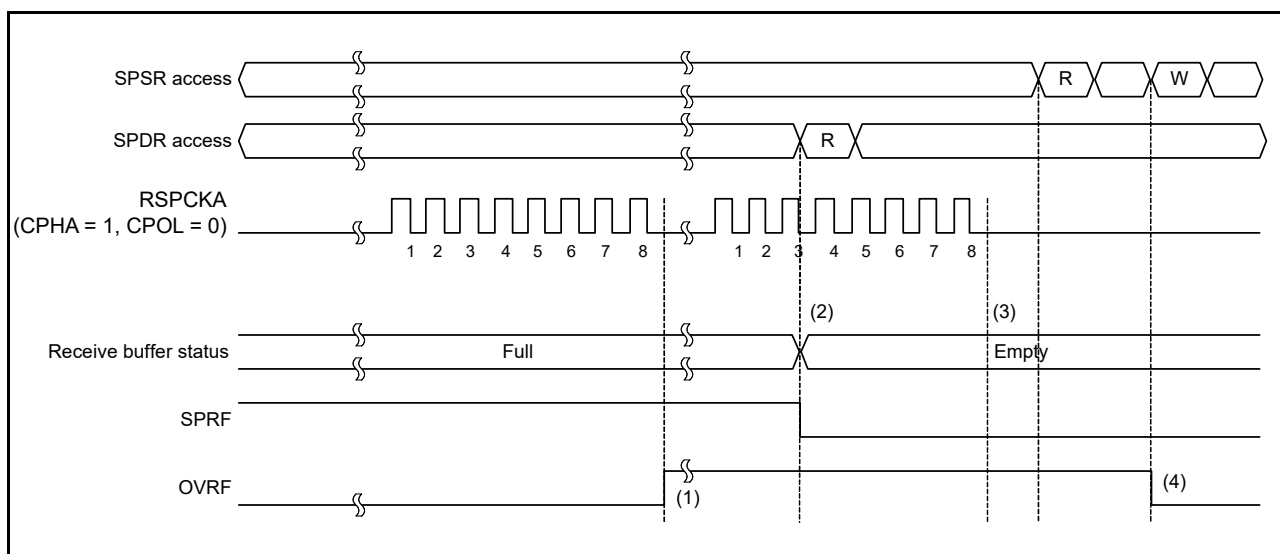 SPSR access
R
W
SPDR access
R
RSPCKA
(CPHA = 1, CPOL = 0)
1 2 3 4 5 6 7 8 1 2 3 4 5 6 7 8
(2) (3)
Receive buffer status Full Empty
SPRF
OVRF (1) (4)